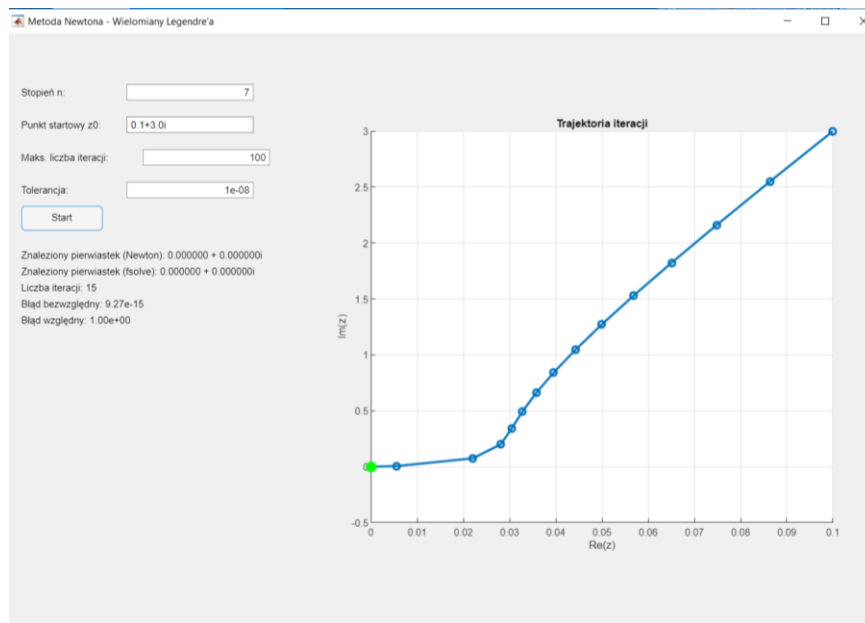 Metoda Newtona - Wielomiany Legendre'a
Stopień n: 7
Punkt startowy z0: 0.1+3.0i
Maks. liczba iteracji: 100
Tolerancja: 1e-08
Start
Znaleziony pierwiastek (Newton): 0.000000 + 0.000000i
Znaleziony pierwiastek (fsolve): 0.000000 + 0.000000i
Liczba iteracji: 15
Błąd bezwzględny: 9.27e-15
Błąd względny: 1.00e+00
Trajektoria iteracji
3
2.5
2
1.5
1
0.5
0
-0.5
Im(z)
0 0.01 0.02 0.03 0.04 0.05 0.06 0.07 0.08 0.09 0.1
Re(z)